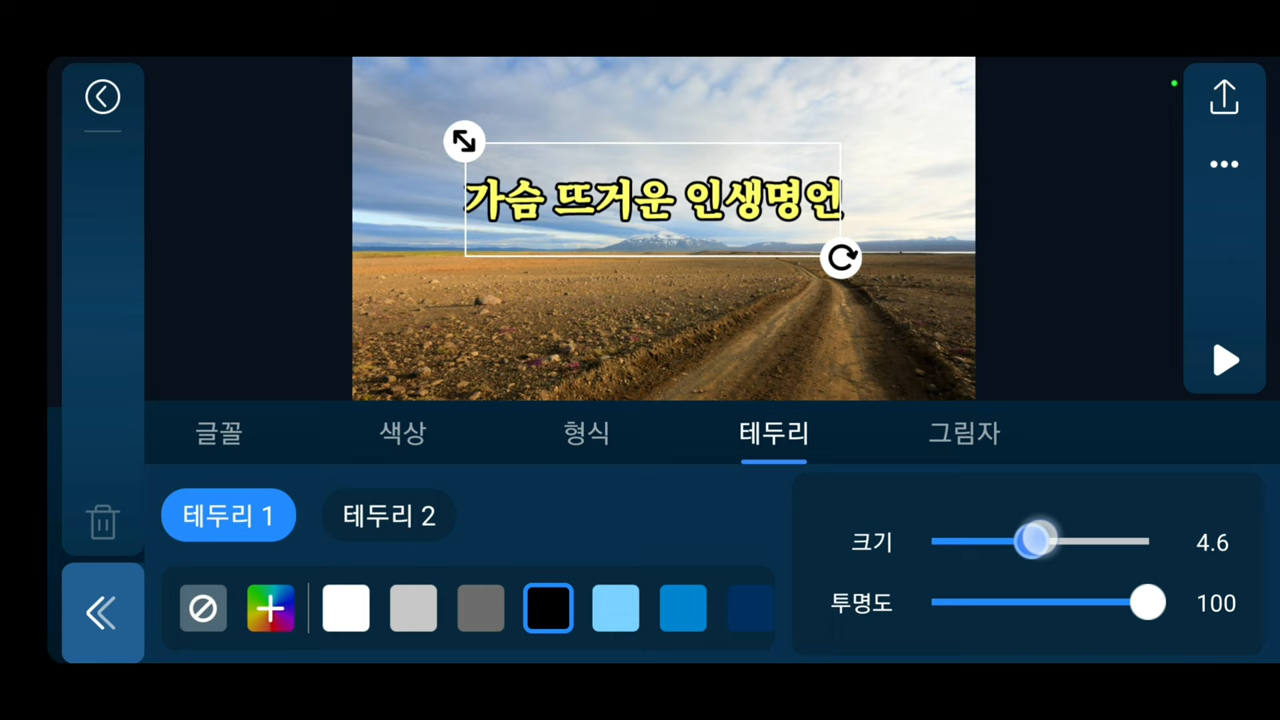 가슴 뜨거운 인생명언
글꼴 색상 형식 테두리 그림자
테두리 1 테두리 2
크기 4.6
투명도 100